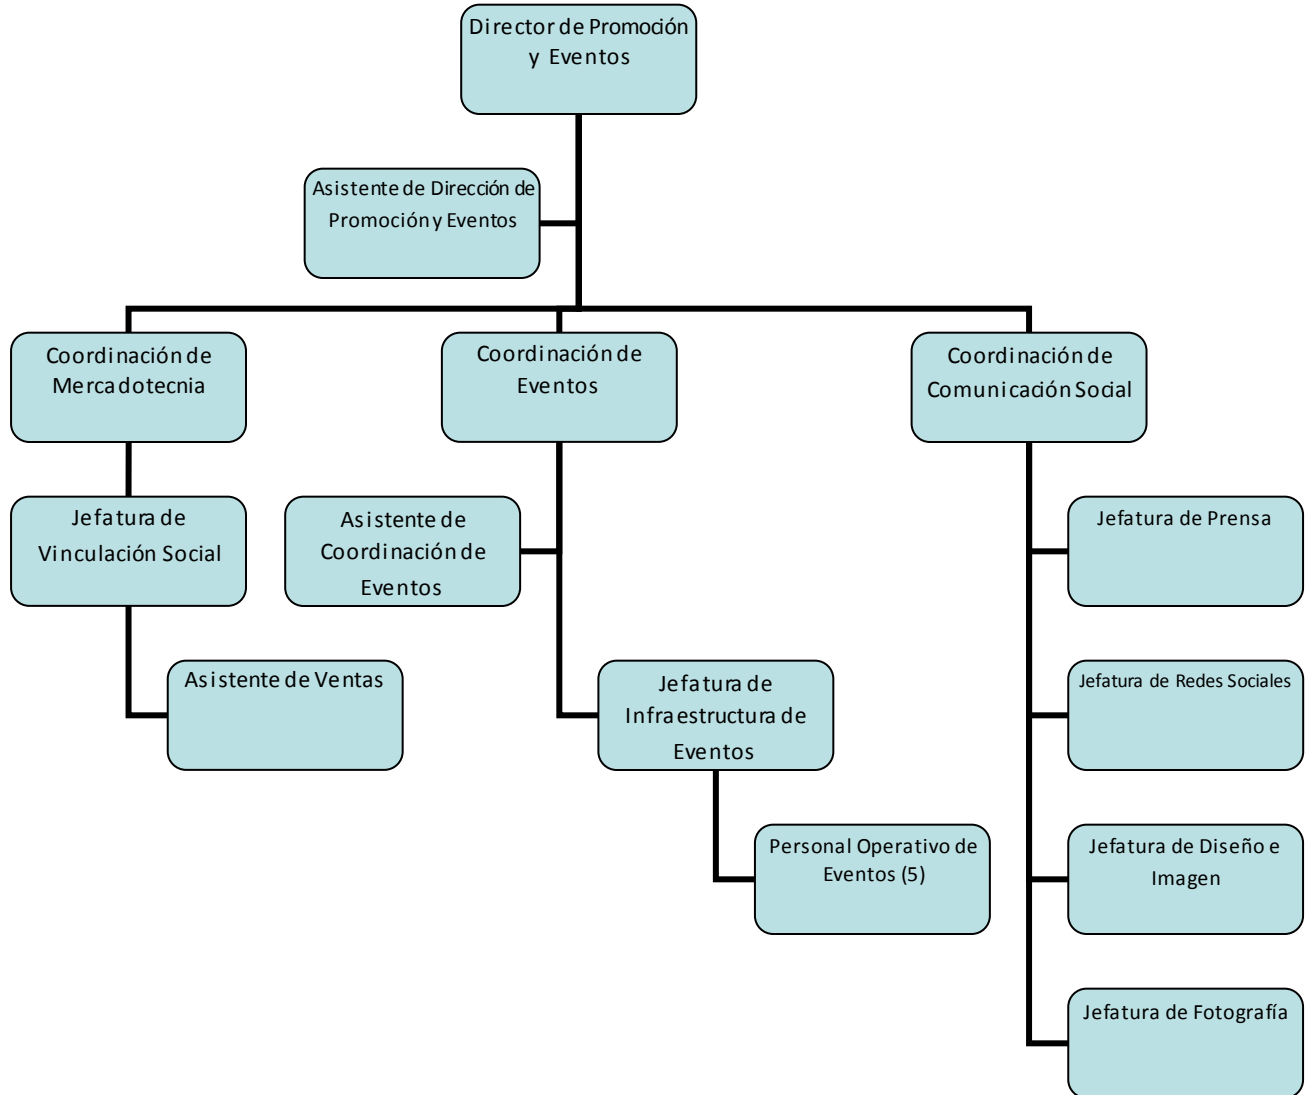 Director de Promoción
y Eventos
Asistente de Dirección de
Promoción y Eventos
Coordinación de
Mercadotecnia
Coordinación de
Eventos
Coordinación de
Comunicación Social
Jefatura de
Vinculación Social
Asistente de
Coordinación de
Eventos
Jefatura de Prensa
Asistente de Ventas
Jefatura de
Infraestructura de
Eventos
Jefatura de Redes Sociales
Personal Operativo de
Eventos (5)
Jefatura de Diseño e
Imagen
Jefatura de Fotografía